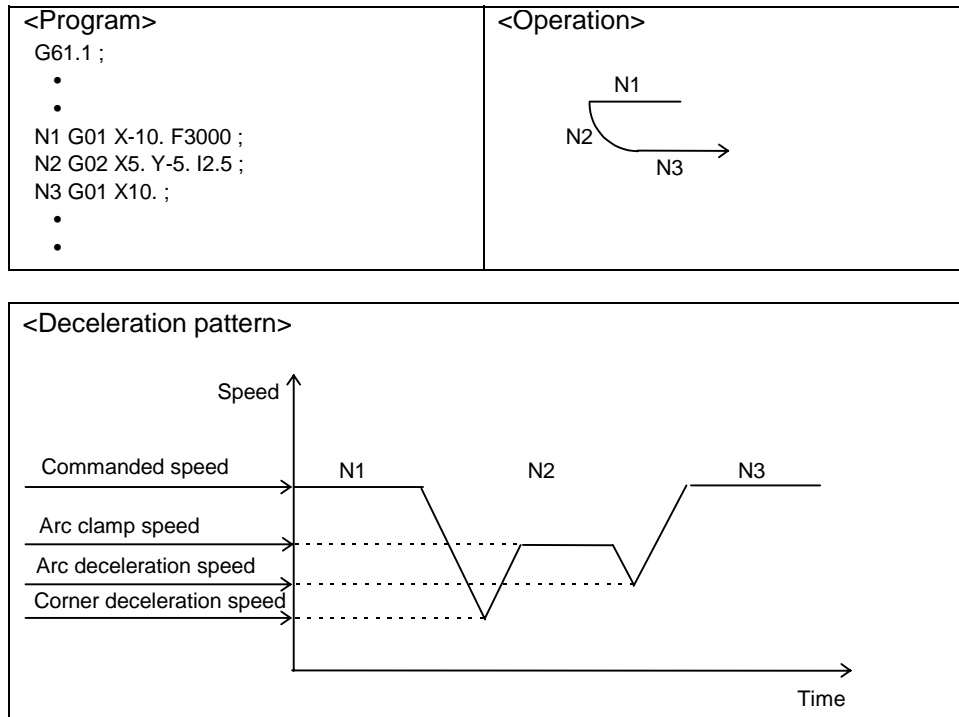 <Program>
G61.1 ;
•
•
N1 G01 X-10. F3000 ;
N2 G02 X5. Y-5. I2.5 ;
N3 G01 X10. ;
•
•
<Operation>
N1
N2
N3
<Deceleration pattern>
Speed
Commanded speed
N1
N2
N3
Arc clamp speed
Arc deceleration speed
Corner deceleration speed
Time